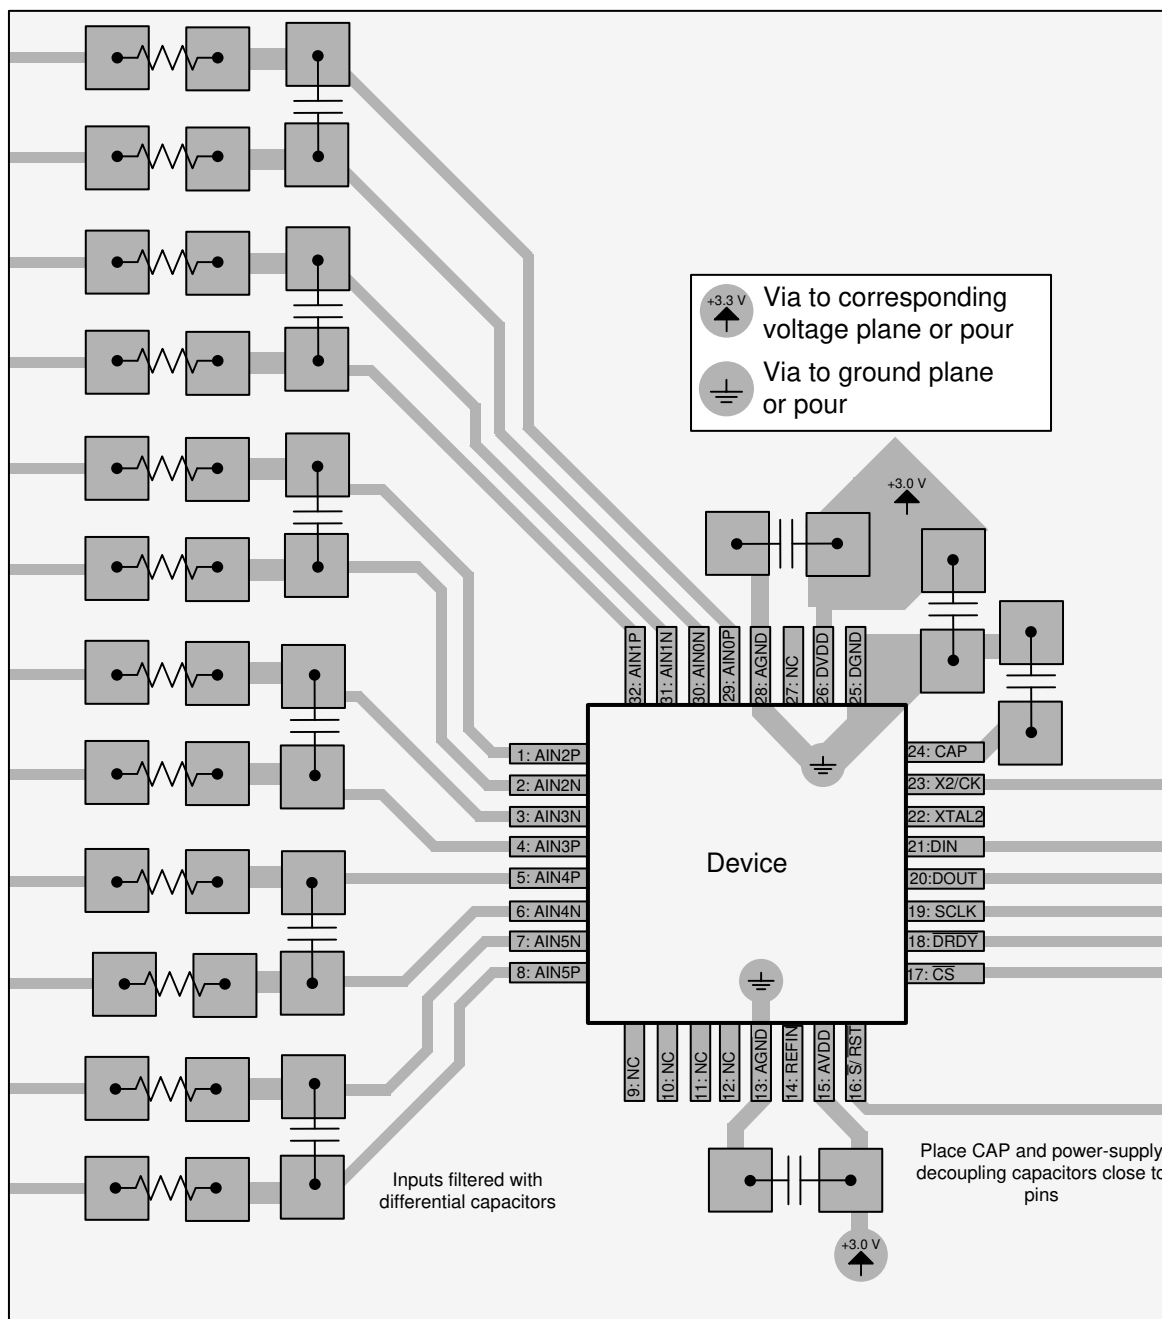 +3.3 V
Via to corresponding
voltage plane or pour
Via to ground plane
or pour
+3.0 V
32: AIN1P
31: AIN1N
30: AIN0N
29: AIN0P
28: AGND
27: NC
26: DVDD
25: DGND
1: AIN2P
2: AIN2N
3: AIN3N
4: AIN3P
5: AIN4P
6: AIN4N
7: AIN5N
8: AIN5P
Device
24: CAP
23: X2/CK
22: XTAL2
21:DIN
20:DOUT
19: SCLK
18:DRDY
17: CS
9: NC
10: NC
11: NC
12: NC
13: AGND
14: REFIN
15: AVDD
16: S/ RST
Inputs filtered with
differential capacitors
Place CAP and power-supply
decoupling capacitors close to
pins
+3.0 V